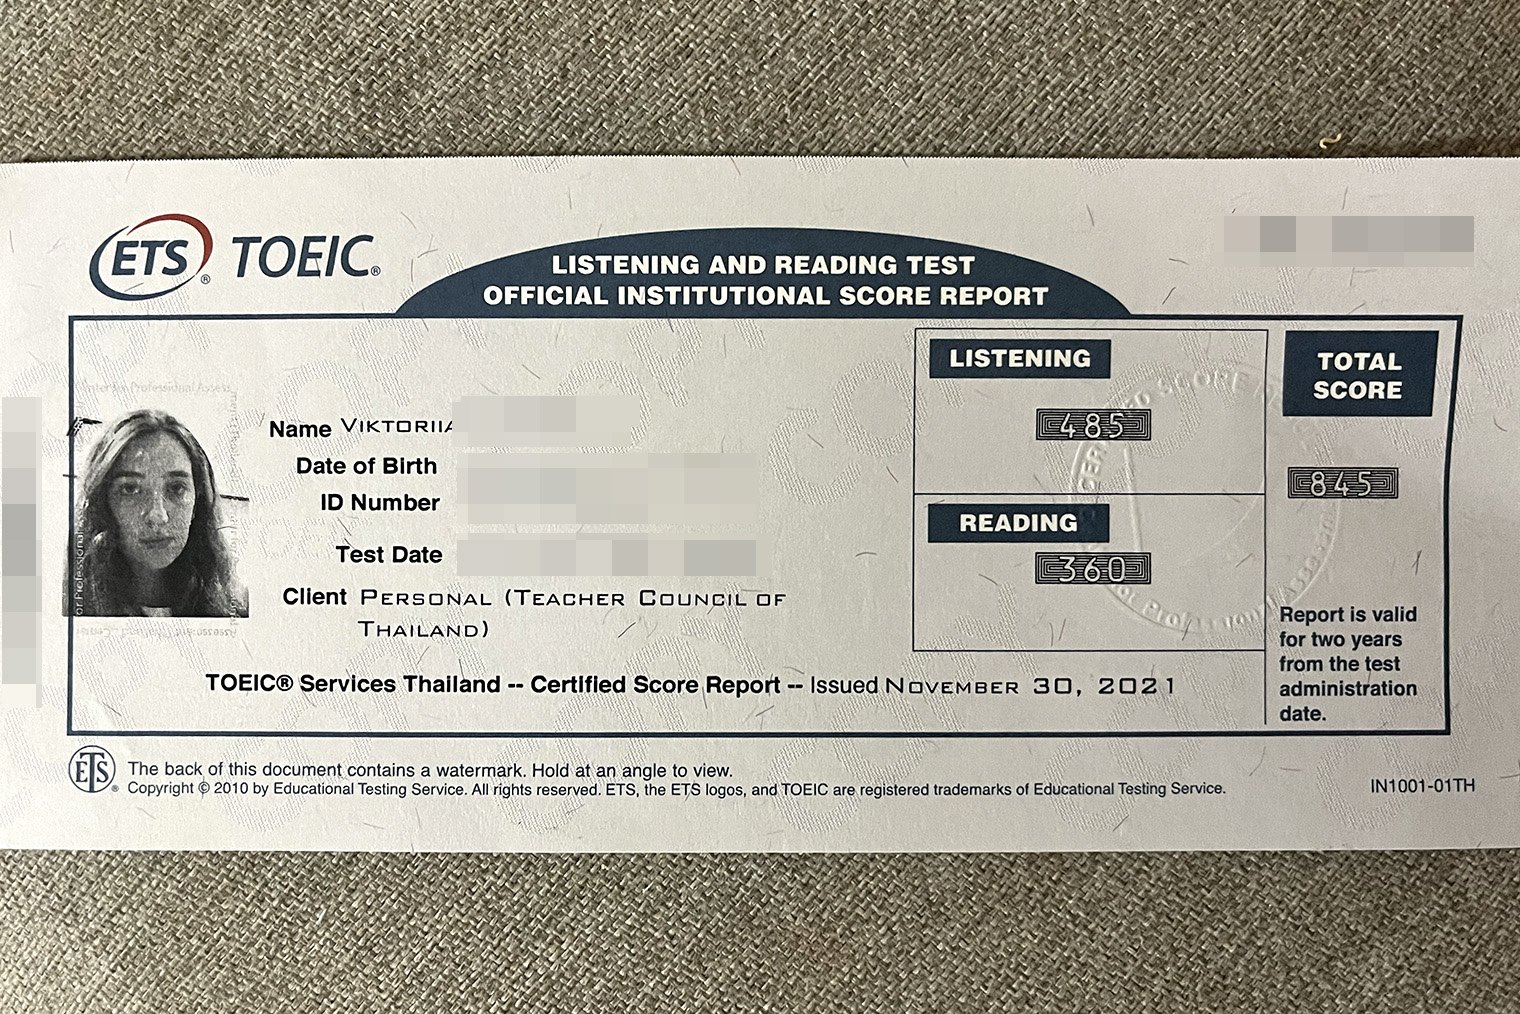 ETS® TOEIC®
LISTENING AND READING TEST
OFFICIAL INSTITUTIONAL SCORE REPORT
Name VIKTORIIA
Date of Birth
ID Number
Test Date
Client PERSONAL (TEACHER COUNCIL OF
THAILAND)
LISTENING
485
READING
360
TOTAL
SCORE
845
Report is valid
for two years
from the test
administration
date.
TOEIC® Services Thailand -- Certified Score Report -- Issued NOVEMBER 30, 2021
ETS®
The back of this document contains a watermark. Hold at an angle to view.
Copyright © 2010 by Educational Testing Service. All rights reserved. ETS, the ETS logos, and TOEIC are registered trademarks of Educational Testing Service.
IN1001-01TH